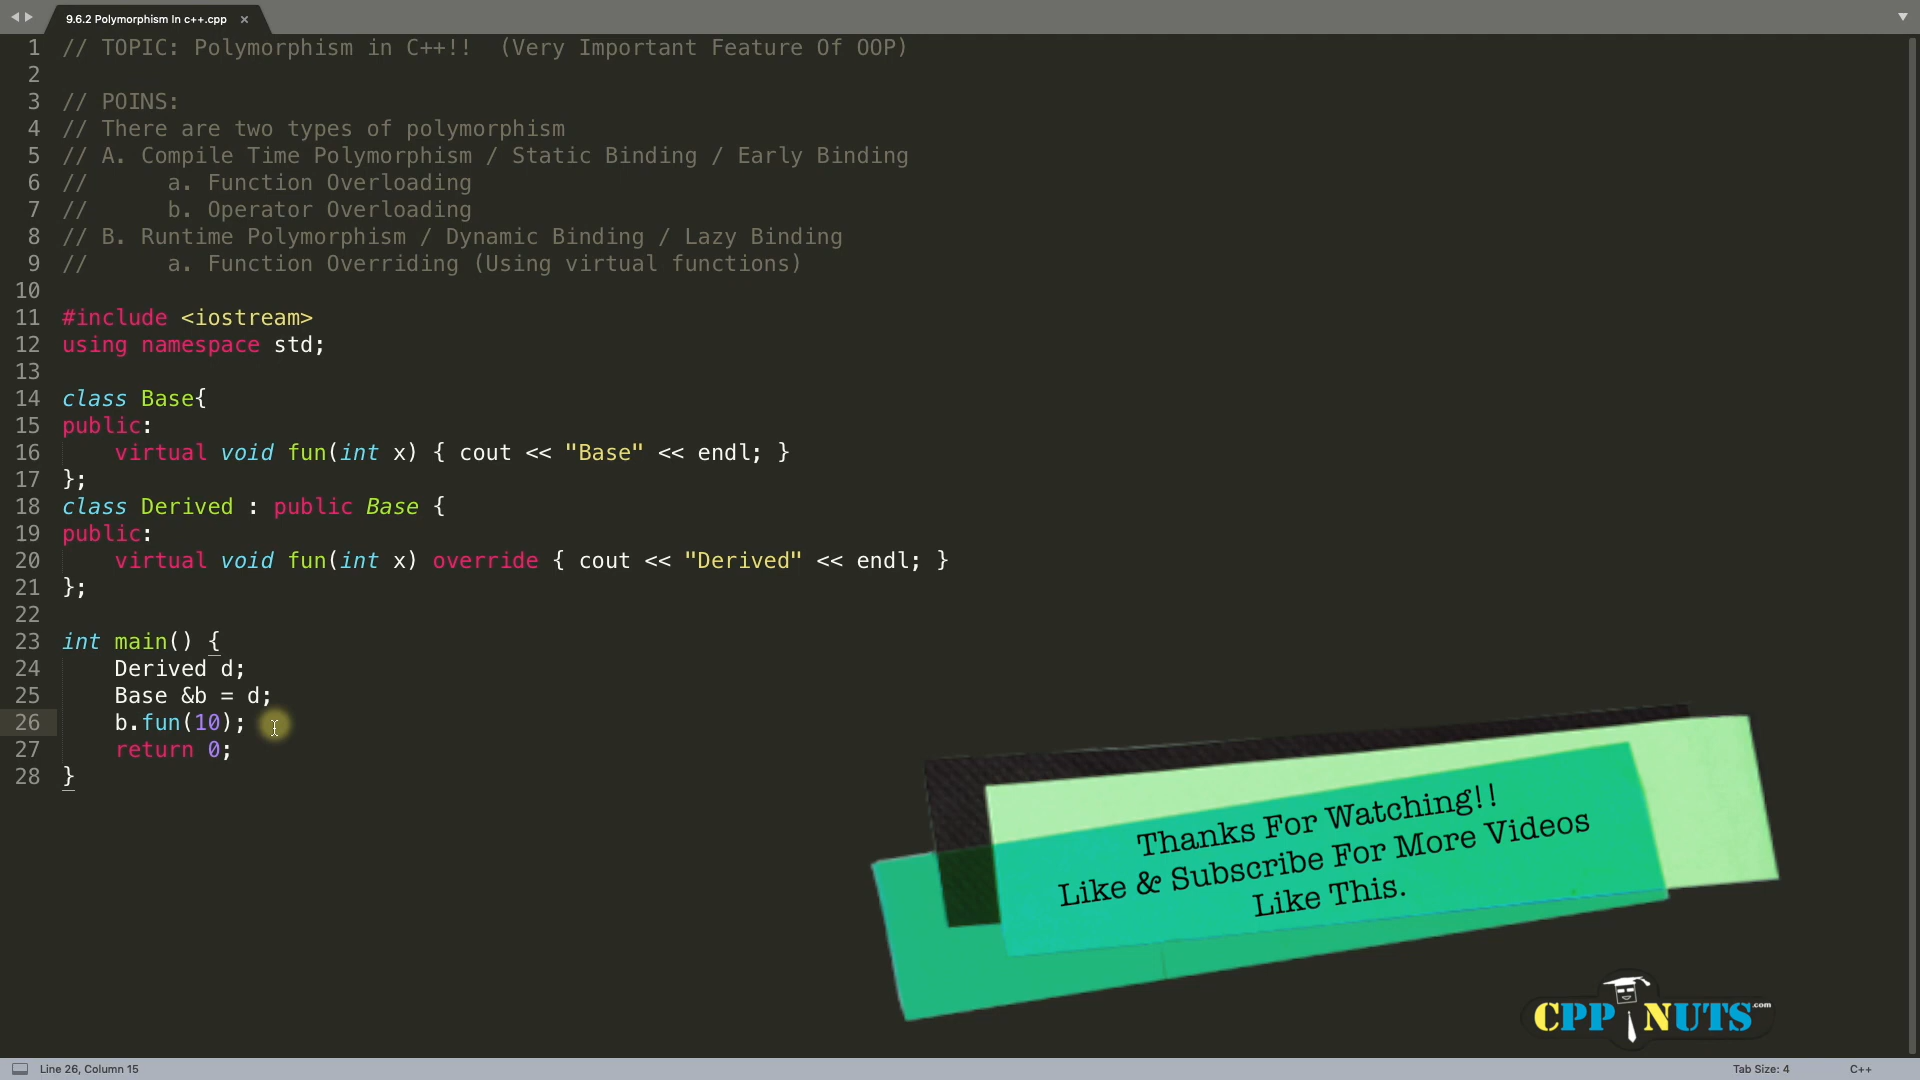 9.6.2 Polymorphism In c++.cpp
1 // TOPIC: Polymorphism in C++!!  (Very Important Feature Of OOP)
2
3 // POINS:
4 // There are two types of polymorphism
5 // A. Compile Time Polymorphism / Static Binding / Early Binding
6 //      a. Function Overloading
7 //      b. Operator Overloading
8 // B. Runtime Polymorphism / Dynamic Binding / Lazy Binding
9 //      a. Function Overriding (Using virtual functions)
10
11 #include <iostream>
12 using namespace std;
13
14 class Base{
15 public:
16     virtual void fun(int x) { cout << "Base" << endl; }
17 };
18 class Derived : public Base {
19 public:
20     virtual void fun(int x) override { cout << "Derived" << endl; }
21 };
22
23 int main() {
24     Derived d;
25     Base &b = d;
26     b.fun(10);
27     return 0;
28 }
Thanks For Watching!!
Like & Subscribe For More Videos
Like This.
CPP NUTS .com
Line 26, Column 15
Tab Size: 4
C++